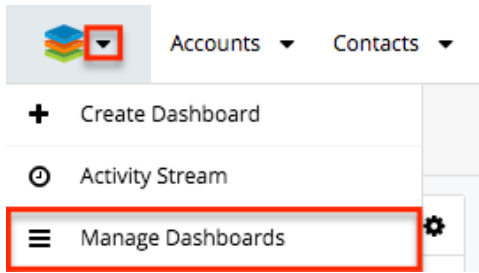 Accounts Contacts
Create Dashboard
Activity Stream
Manage Dashboards